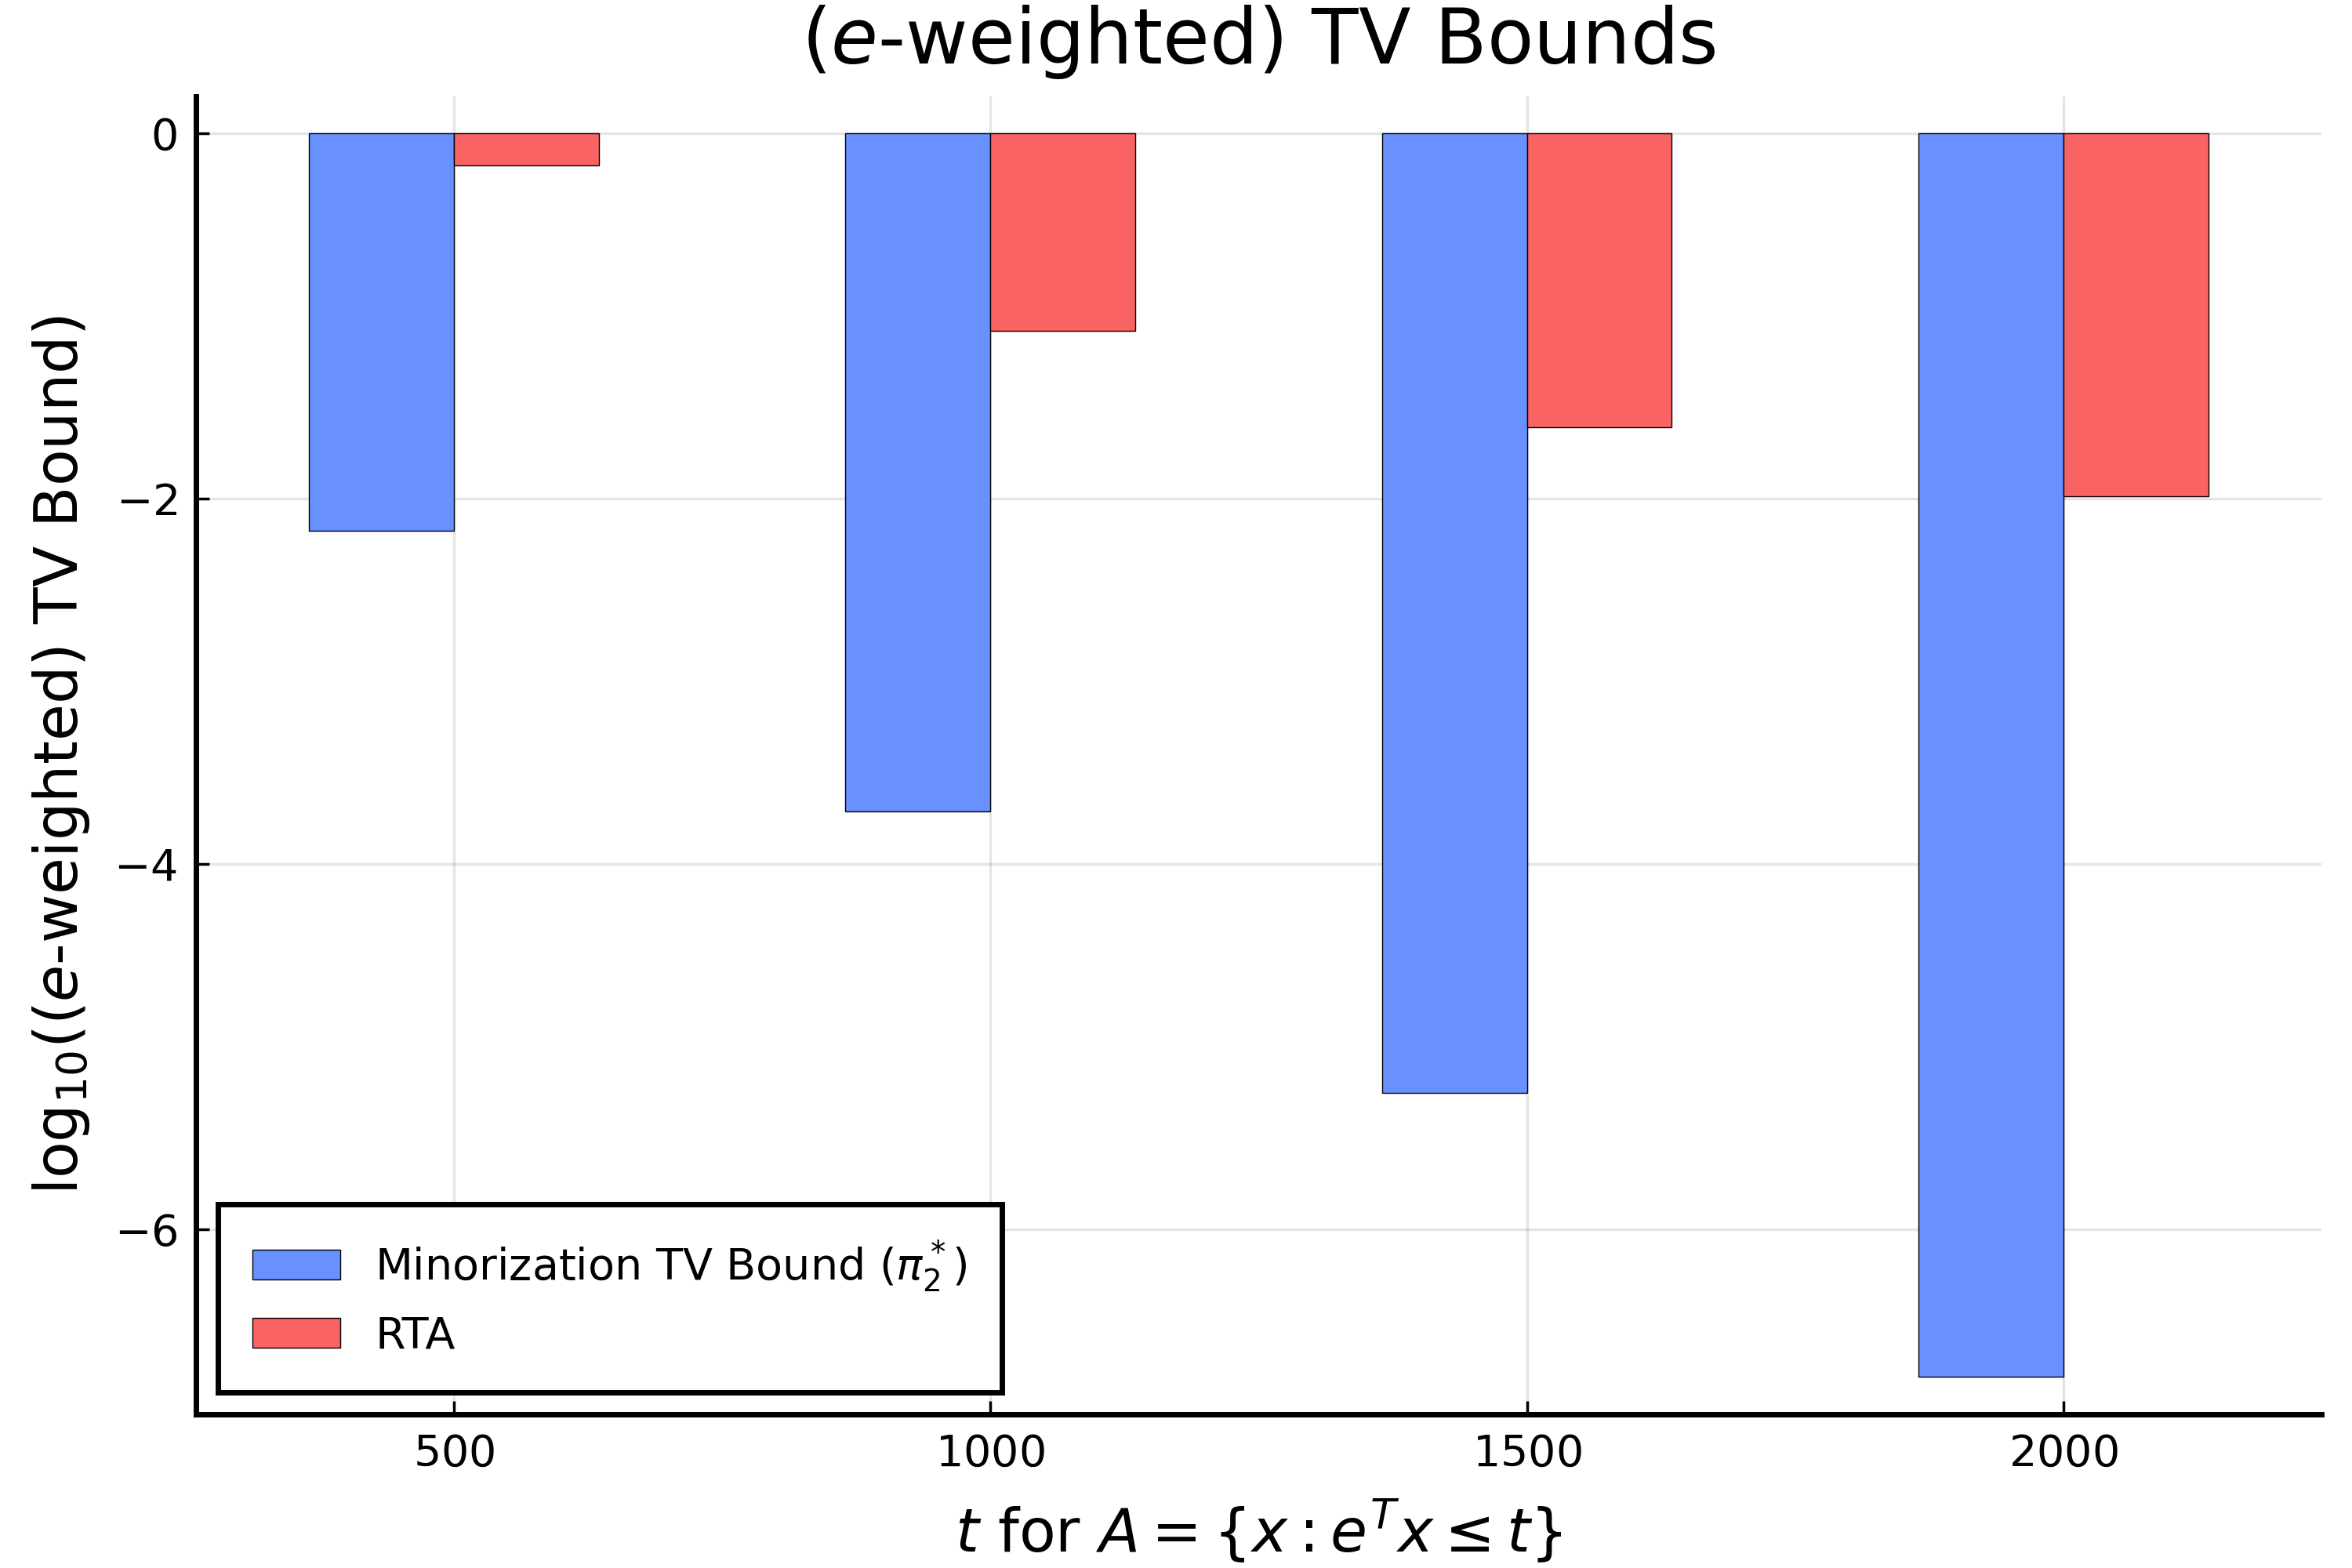 (e-weighted) TV Bounds
log₁₀((e-weighted) TV Bound)
0
−2
−4
−6
Minorization TV Bound (π₂*)
RTA
500 1000 1500 2000
t for A = {x : eᵀx ≤ t}